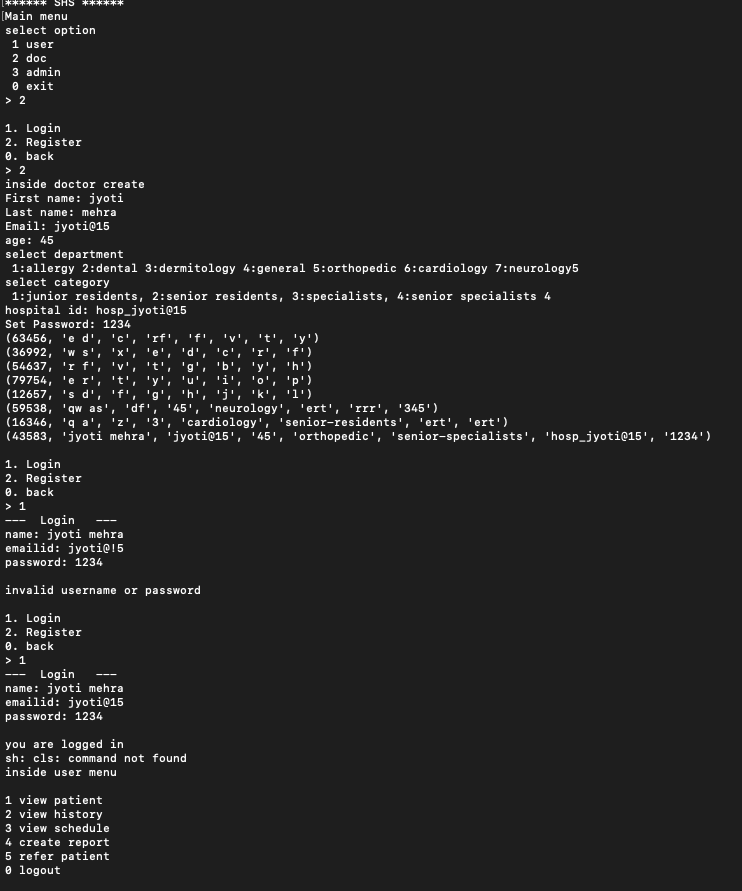 [****** SHS ******
[Main menu
select option
 1 user
 2 doc
 3 admin
 0 exit
> 2

1. Login
2. Register
0. back
> 2
inside doctor create
First name: jyoti
Last name: mehra
Email: jyoti@15
age: 45
select department
 1:allergy 2:dental 3:dermitology 4:general 5:orthopedic 6:cardiology 7:neurology5
select category
 1:junior residents, 2:senior residents, 3:specialists, 4:senior specialists 4
hospital id: hosp_jyoti@15
Set Password: 1234
(63456, 'e d', 'c', 'rf', 'f', 'v', 't', 'y')
(36992, 'w s', 'x', 'e', 'd', 'c', 'r', 'f')
(54637, 'r f', 'v', 't', 'g', 'b', 'y', 'h')
(79754, 'e r', 't', 'y', 'u', 'i', 'o', 'p')
(12657, 's d', 'f', 'g', 'h', 'j', 'k', 'l')
(59538, 'qw as', 'df', '45', 'neurology', 'ert', 'rrr', '345')
(16346, 'q a', 'z', '3', 'cardiology', 'senior-residents', 'ert', 'ert')
(43583, 'jyoti mehra', 'jyoti@15', '45', 'orthopedic', 'senior-specialists', 'hosp_jyoti@15', '1234')

1. Login
2. Register
0. back
> 1
---  Login   ---
name: jyoti mehra
emailid: jyoti@!5
password: 1234

invalid username or password

1. Login
2. Register
0. back
> 1
---  Login   ---
name: jyoti mehra
emailid: jyoti@15
password: 1234

you are logged in
sh: cls: command not found
inside user menu

1 view patient
2 view history
3 view schedule
4 create report
5 refer patient
0 logout